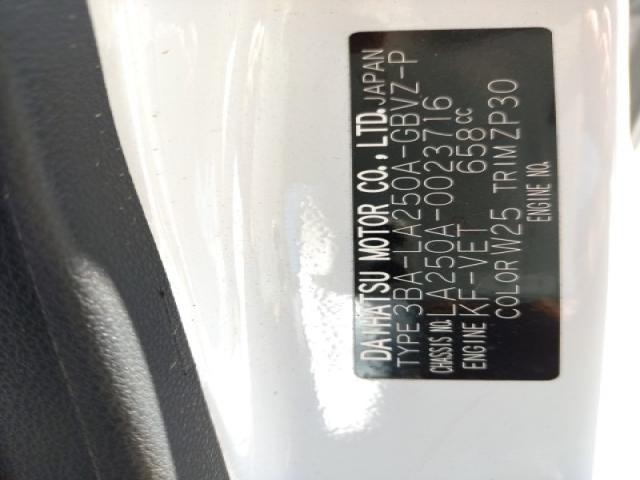 DAIHATSU MOTOR CO., LTD. JAPAN
TYPE 3BA-LA250A-GBVZ-P
CHASSIS NO. LA250A-0023716
ENGINE KF-VET 658cc
COLOR W25 TRIM ZP30
ENGINE NO.